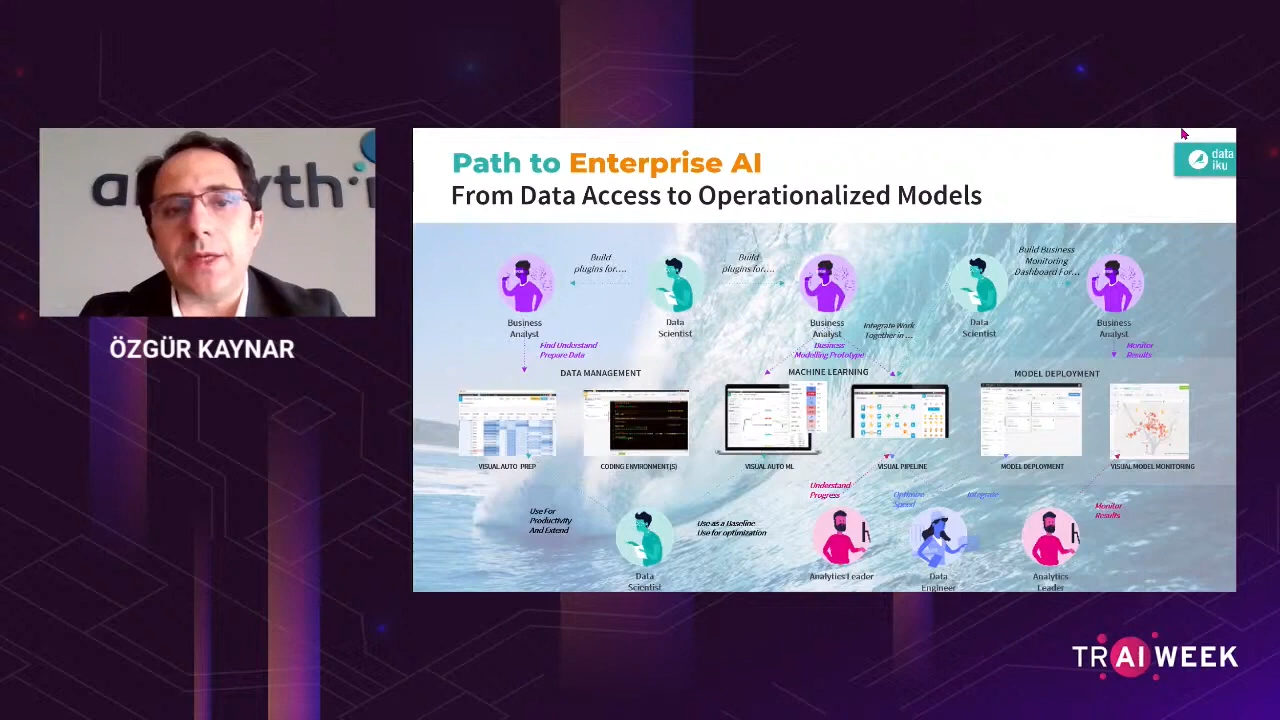 ÖZGÜR KAYNAR
Path to Enterprise AI
From Data Access to Operationalized Models
data
iku
Build
plugins for....
Build
plugins for....
Build Business
Monitoring
Dashboard For...
Business
Analyst
Data
Scientist
Business
Analyst
Integrate Work
Together in ...
Data
Scientist
Business
Analyst
Find Understand
Prepare Data
Business
Modelling Prototype
Monitor
Results
DATA MANAGEMENT
MACHINE LEARNING
MODEL DEPLOYMENT
VISUAL AUTO PREP
CODING ENVIRONMENT(S)
VISUAL AUTO ML
VISUAL PIPELINE
MODEL DEPLOYMENT
VISUAL MODEL MONITORING
Understand
Progress
Optimize
Speed
Integrate
Monitor
Results
Use For
Productivity
And Extend
Use as a Baseline
Use for optimization
Data
Scientist
Analytics Leader
Data
Engineer
Analytics
Leader
TRAI WEEK